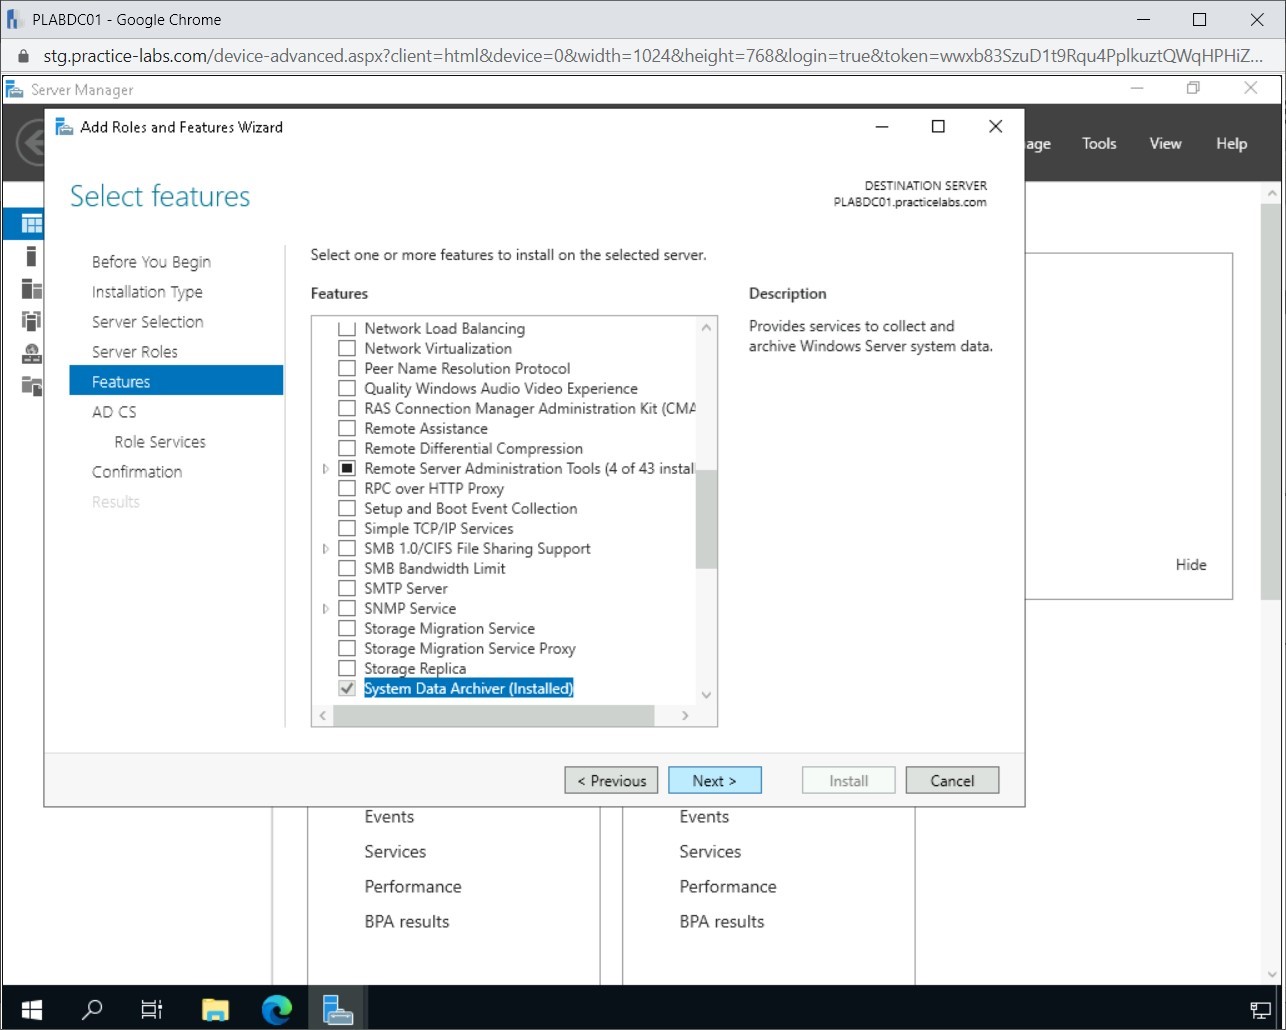 PLABDC01 - Google Chrome
stg.practice-labs.com/device-advanced.aspx?client=html&device=0&width=1024&height=768&login=true&token=wwxb83SzuD1t9Rqu4PplkuztQWqHPHiZ...
Server Manager
Add Roles and Features Wizard
age Tools View Help
Select features
DESTINATION SERVER
PLABDC01.practicelabs.com
Before You Begin
Installation Type
Server Selection
Server Roles
Features
AD CS
Role Services
Confirmation
Results
Select one or more features to install on the selected server.
Features
Network Load Balancing
Network Virtualization
Peer Name Resolution Protocol
Quality Windows Audio Video Experience
RAS Connection Manager Administration Kit (CMA
Remote Assistance
Remote Differential Compression
Remote Server Administration Tools (4 of 43 instal
RPC over HTTP Proxy
Setup and Boot Event Collection
Simple TCP/IP Services
SMB 1.0/CIFS File Sharing Support
SMB Bandwidth Limit
SMTP Server
SNMP Service
Storage Migration Service
Storage Migration Service Proxy
Storage Replica
System Data Archiver (Installed)
Description
Provides services to collect and
archive Windows Server system data.
Hide
< Previous Next > Install Cancel
Events
Services
Performance
BPA results
Events
Services
Performance
BPA results